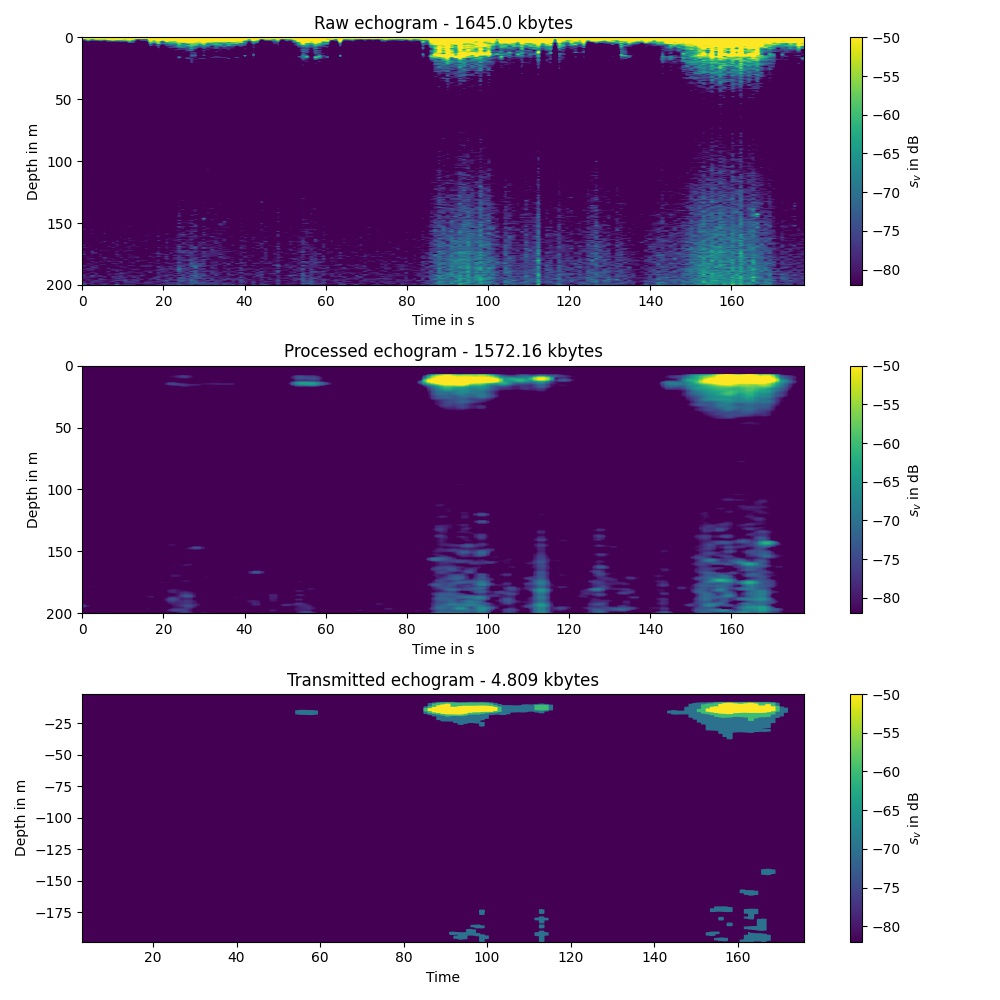 Raw echogram - 1645.0 kbytes
0
50
100
150
200
Depth in m
0 20 40 60 80 100 120 140 160
Time in s
−50
−55
−60
−65
−70
−75
−80
sv in dB
Processed echogram - 1572.16 kbytes
0
50
100
150
200
Depth in m
0 20 40 60 80 100 120 140 160
Time in s
−50
−55
−60
−65
−70
−75
−80
sv in dB
Transmitted echogram - 4.809 kbytes
−25
−50
−75
−100
−125
−150
−175
Depth in m
20 40 60 80 100 120 140 160
Time
−50
−55
−60
−65
−70
−75
−80
sv in dB